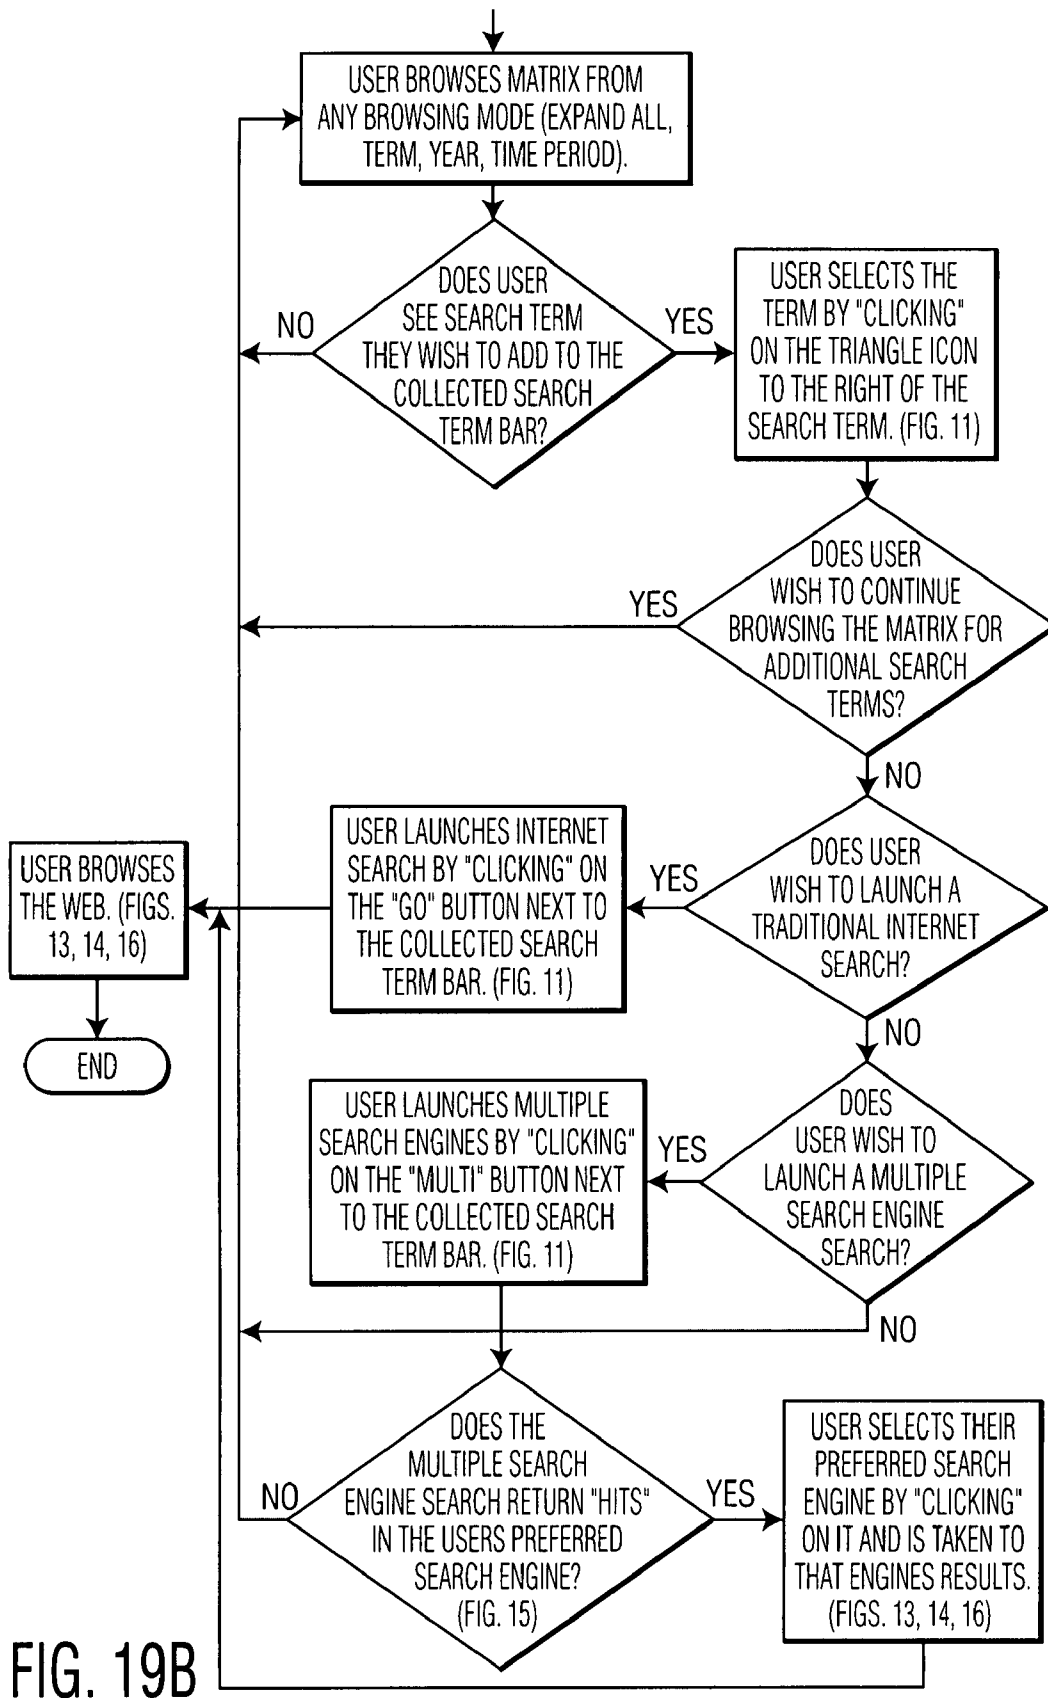 USER BROWSES MATRIX FROM
ANY BROWSING MODE (EXPAND ALL,
TERM, YEAR, TIME PERIOD).
DOES USER
SEE SEARCH TERM
THEY WISH TO ADD TO THE
COLLECTED SEARCH
TERM BAR?
NO
YES
USER SELECTS THE
TERM BY "CLICKING"
ON THE TRIANGLE ICON
TO THE RIGHT OF THE
SEARCH TERM. (FIG. 11)
DOES USER
WISH TO CONTINUE
BROWSING THE MATRIX FOR
ADDITIONAL SEARCH
TERMS?
YES
NO
DOES USER
WISH TO LAUNCH A
TRADITIONAL INTERNET
SEARCH?
YES
USER LAUNCHES INTERNET
SEARCH BY "CLICKING" ON
THE "GO" BUTTON NEXT TO
THE COLLECTED SEARCH
TERM BAR. (FIG. 11)
USER BROWSES
THE WEB. (FIGS.
13, 14, 16)
END
NO
DOES
USER WISH TO
LAUNCH A MULTIPLE
SEARCH ENGINE
SEARCH?
YES
USER LAUNCHES MULTIPLE
SEARCH ENGINES BY "CLICKING"
ON THE "MULTI" BUTTON NEXT
TO THE COLLECTED SEARCH
TERM BAR. (FIG. 11)
NO
DOES THE
MULTIPLE SEARCH
ENGINE SEARCH RETURN "HITS"
IN THE USERS PREFERRED
SEARCH ENGINE?
(FIG. 15)
NO
YES
USER SELECTS THEIR
PREFERRED SEARCH
ENGINE BY "CLICKING"
ON IT AND IS TAKEN TO
THAT ENGINES RESULTS.
(FIGS. 13, 14, 16)
FIG. 19B